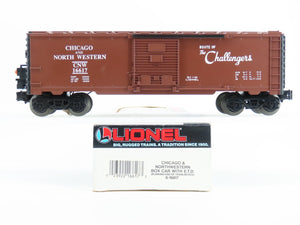 CHICAGO
AND
NORTH WESTERN
CNW
16617
ROUTE OF
The Challengers
LIONEL
BIG, RUGGED TRAINS. A TRADITION SINCE 1900.
CHICAGO &
NORTHWESTERN
BOX CAR WITH E.T.D.
6-16617